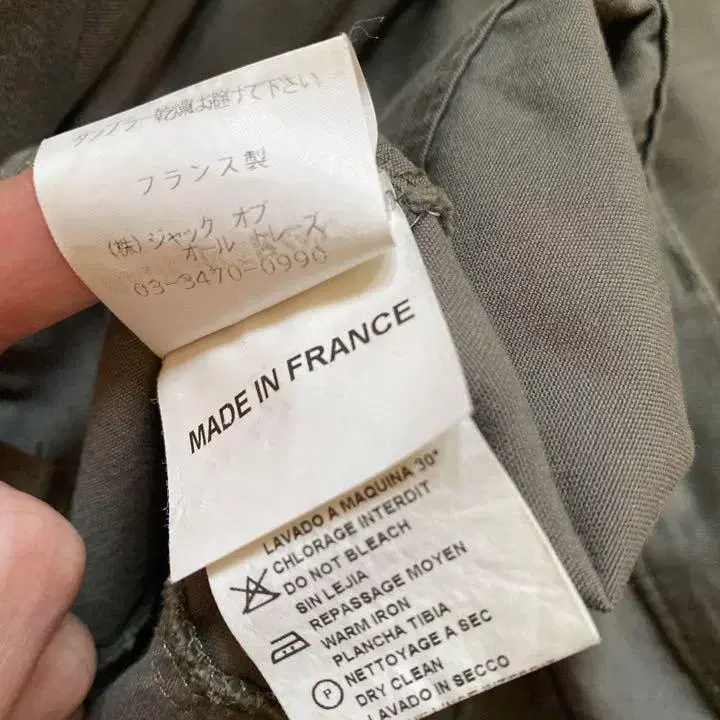 タンブラー乾燥はお避け下さい
フランス製
(株)ジャック オブ
オール トレーズ
03-3470-0990
MADE IN FRANCE
LAVADO A MAQUINA 30°
CHLORAGE INTERDIT
DO NOT BLEACH
SIN LEJIA
REPASSAGE MOYEN
WARM IRON
PLANCHA TIBIA
P
NETTOYAGE A SEC
DRY CLEAN
LAVADO IN SECCO